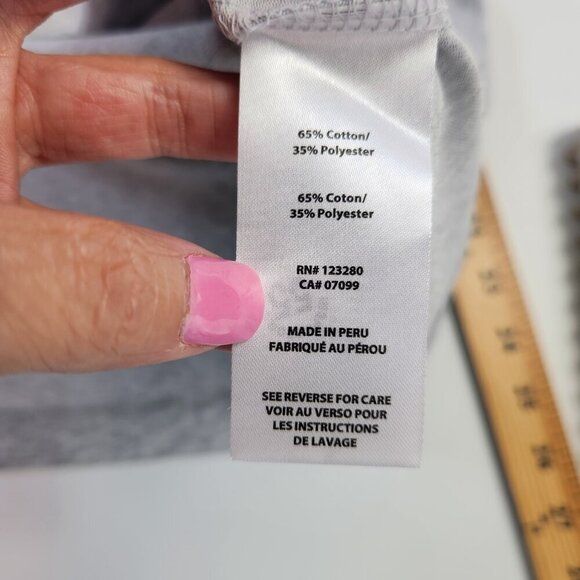 65% Cotton/
35% Polyester
65% Coton/
35% Polyester
RN# 123280
CA# 07099
MADE IN PERU
FABRIQUÉ AU PÉROU
SEE REVERSE FOR CARE
VOIR AU VERSO POUR
LES INSTRUCTIONS
DE LAVAGE